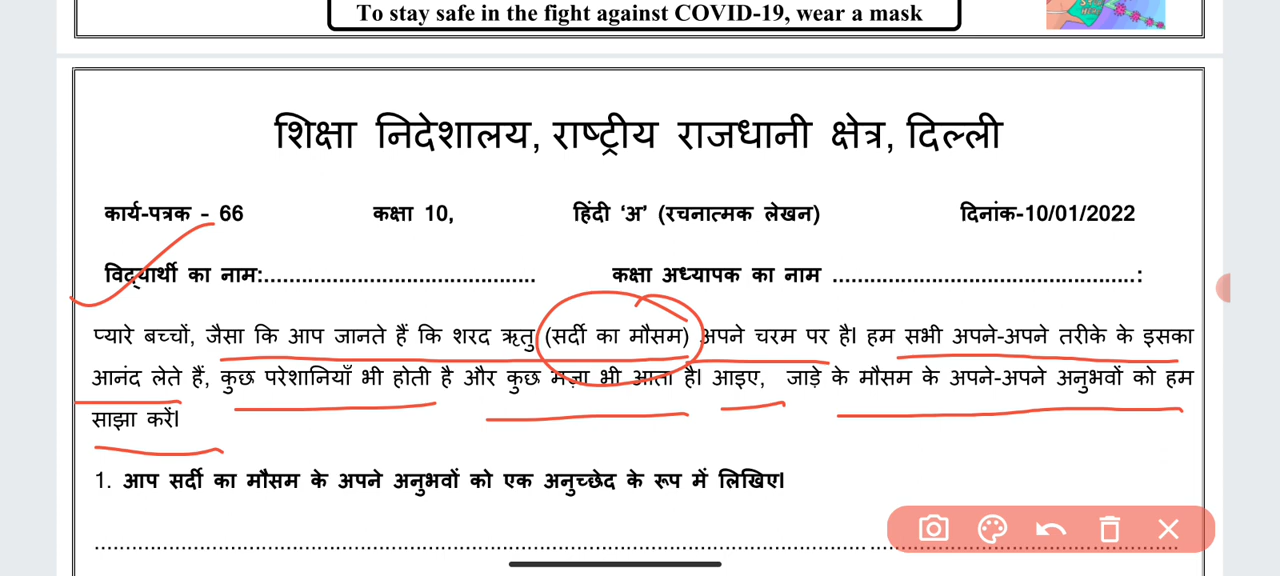 To stay safe in the fight against COVID-19, wear a mask
शिक्षा निदेशालय, राष्ट्रीय राजधानी क्षेत्र, दिल्ली
कार्य-पत्रक - 66 कक्षा 10, हिंदी ‘अ’ (रचनात्मक लेखन) दिनांक-10/01/2022
विद्यार्थी का नाम:............................................ कक्षा अध्यापक का नाम ................................................:
प्यारे बच्चों, जैसा कि आप जानते हैं कि शरद ऋतु (सर्दी का मौसम) अपने चरम पर है। हम सभी अपने-अपने तरीके के इसका
आनंद लेते हैं, कुछ परेशानियाँ भी होती है और कुछ मज़ा भी आता है। आइए, जाड़े के मौसम के अपने-अपने अनुभवों को हम
साझा करें।
1. आप सर्दी का मौसम के अपने अनुभवों को एक अनुच्छेद के रूप में लिखिए।